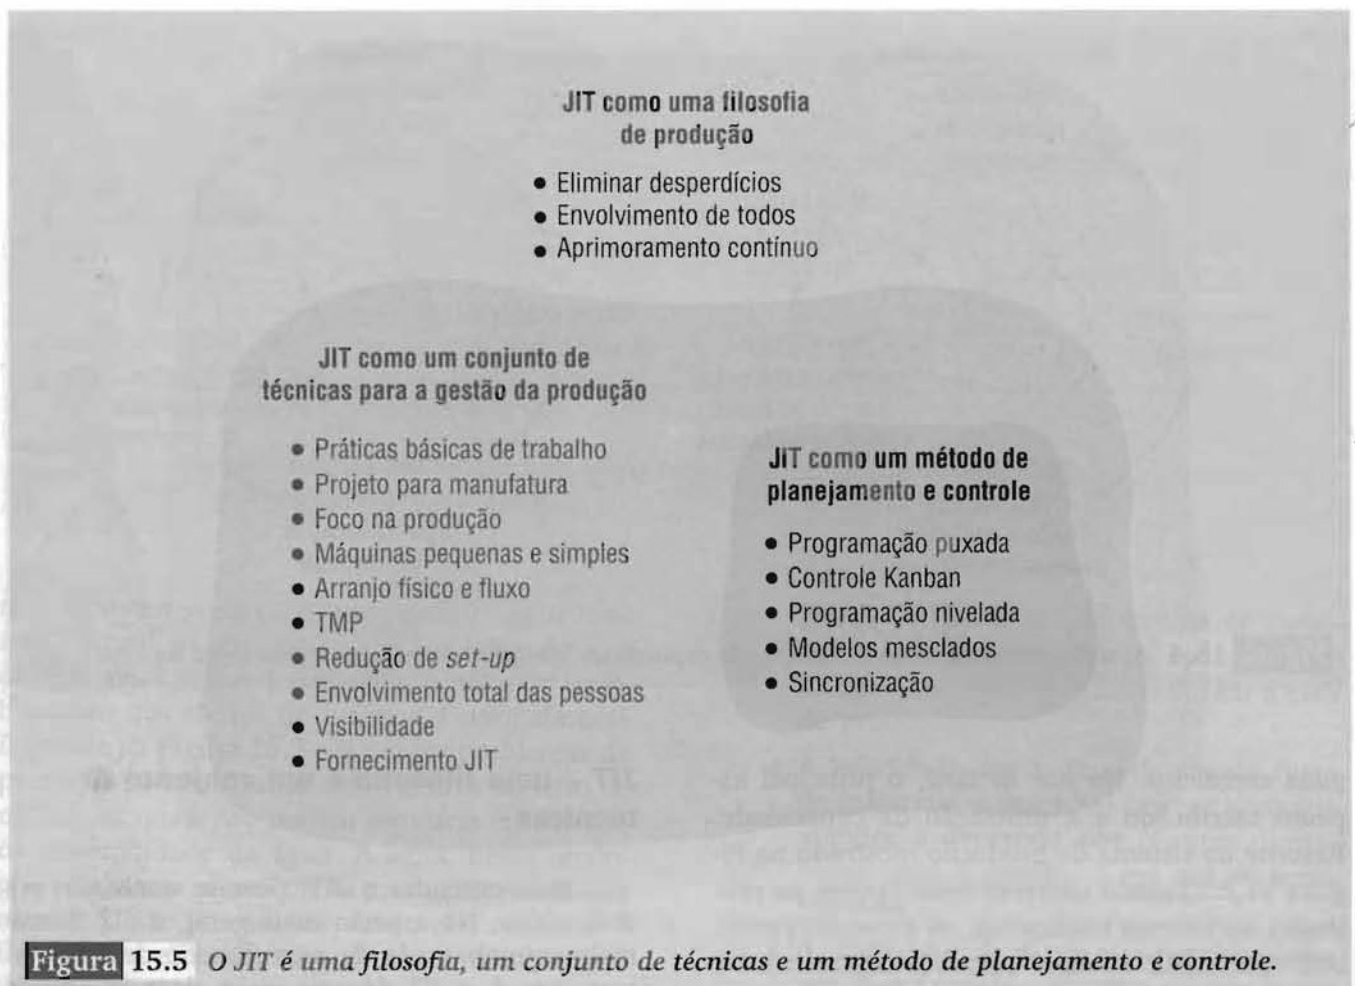 JIT como uma filosofia
de produção
• Eliminar desperdícios
• Envolvimento de todos
• Aprimoramento contínuo
JIT como um conjunto de
técnicas para a gestão da produção
• Práticas básicas de trabalho
• Projeto para manufatura
• Foco na produção
• Máquinas pequenas e simples
• Arranjo físico e fluxo
• TMP
• Redução de set-up
• Envolvimento total das pessoas
• Visibilidade
• Fornecimento JIT
JIT como um método de
planejamento e controle
• Programação puxada
• Controle Kanban
• Programação nivelada
• Modelos mesclados
• Sincronização
Figura 15.5 O JIT é uma filosofia, um conjunto de técnicas e um método de planejamento e controle.